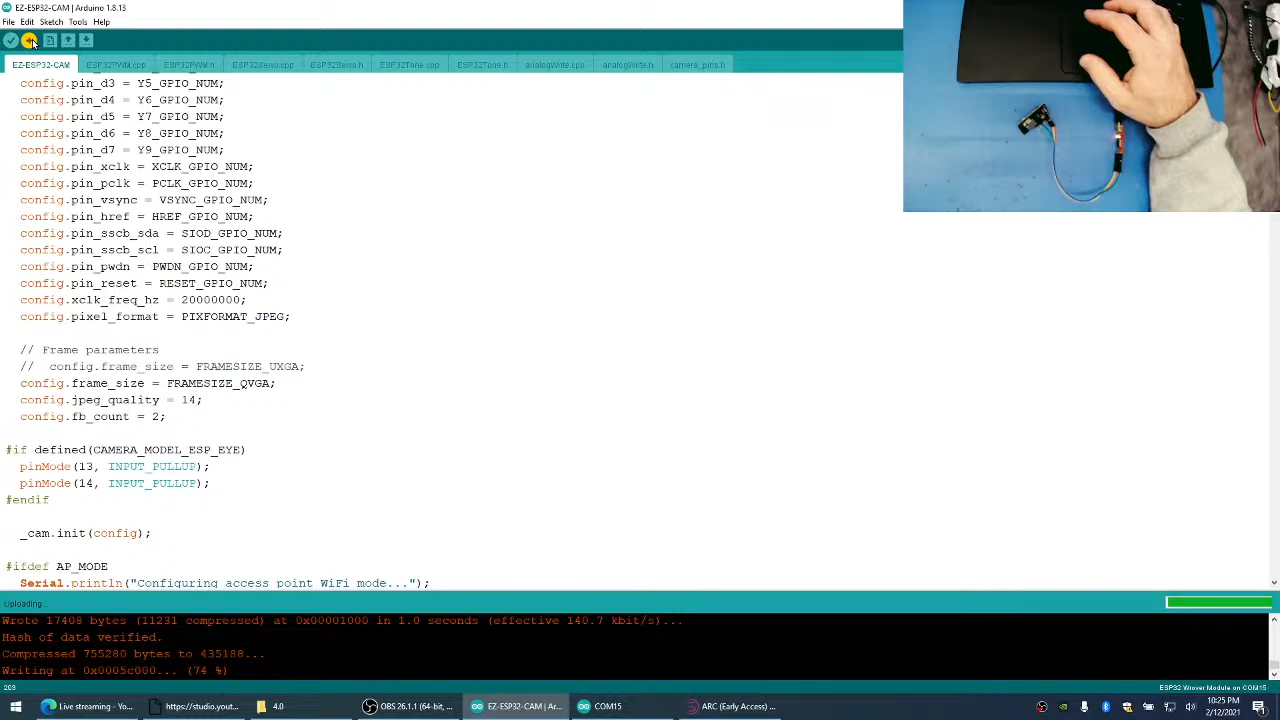 EZ-ESP32-CAM | Arduino 1.8.13
File Edit Sketch Tools Help
EZ-ESP32-CAM ESP32PWM.cpp ESP32PWM.h ESP32Servo.cpp ESP32Servo.h ESP32Tone.cpp ESP32Tone.h analogWrite.cpp analogWrite.h camera_pins.h
config.pin_d3 = Y5_GPIO_NUM;
config.pin_d4 = Y6_GPIO_NUM;
config.pin_d5 = Y7_GPIO_NUM;
config.pin_d6 = Y8_GPIO_NUM;
config.pin_d7 = Y9_GPIO_NUM;
config.pin_xclk = XCLK_GPIO_NUM;
config.pin_pclk = PCLK_GPIO_NUM;
config.pin_vsync = VSYNC_GPIO_NUM;
config.pin_href = HREF_GPIO_NUM;
config.pin_sscb_sda = SIOD_GPIO_NUM;
config.pin_sscb_scl = SIOC_GPIO_NUM;
config.pin_pwdn = PWDN_GPIO_NUM;
config.pin_reset = RESET_GPIO_NUM;
config.xclk_freq_hz = 20000000;
config.pixel_format = PIXFORMAT_JPEG;
// Frame parameters
// config.frame_size = FRAMESIZE_UXGA;
config.frame_size = FRAMESIZE_QVGA;
config.jpeg_quality = 14;
config.fb_count = 2;
#if defined(CAMERA_MODEL_ESP_EYE)
pinMode(13, INPUT_PULLUP);
pinMode(14, INPUT_PULLUP);
#endif
_cam.init(config);
#ifdef AP_MODE
Serial.println("Configuring access point WiFi mode...");
Uploading...
Wrote 17408 bytes (11231 compressed) at 0x00001000 in 1.0 seconds (effective 140.7 kbit/s)...
Hash of data verified.
Compressed 755280 bytes to 435188...
Writing at 0x0005c000... (74 %)
203 ESP32 Wrover Module on COM15
Live streaming - Yo... https://studio.yout... 4.0 OBS 26.1.1 (64-bit, ... EZ-ESP32-CAM | Ar... COM15 ARC (Early Access) ... 10:25 PM
2/12/2021